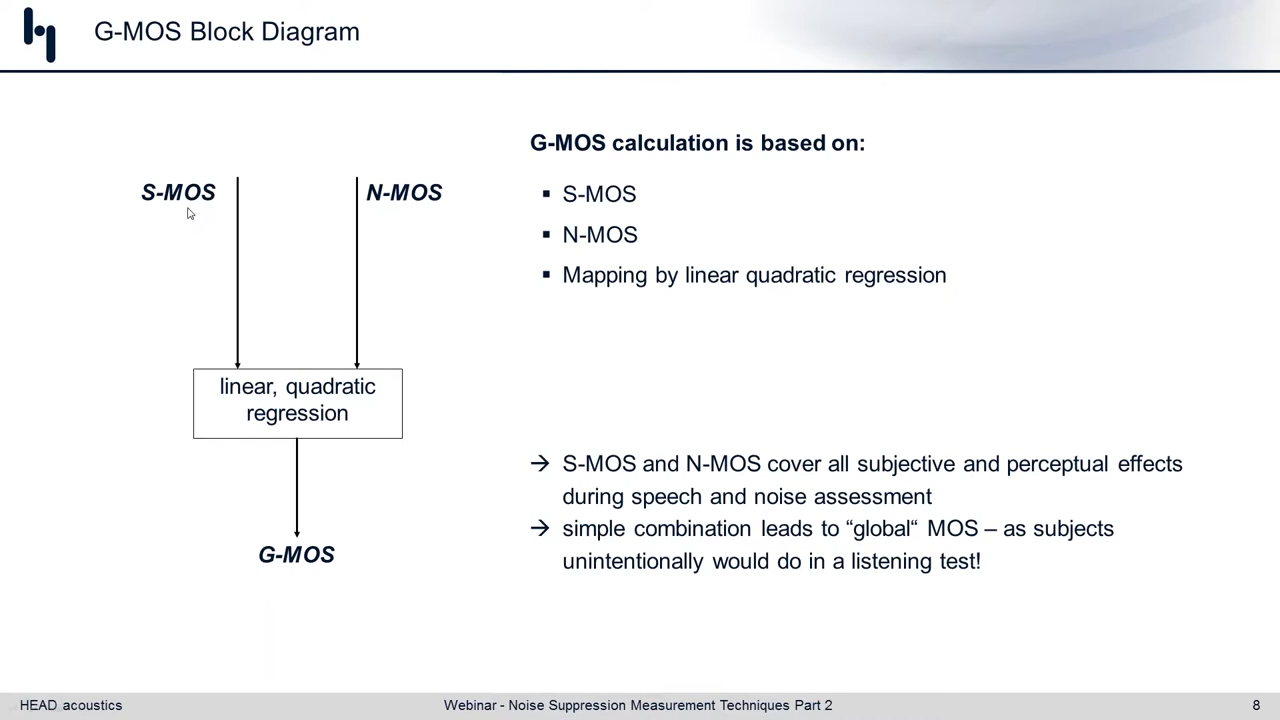 G-MOS Block Diagram
S-MOS
N-MOS
linear, quadratic
regression
G-MOS
G-MOS calculation is based on:
▪ S-MOS
▪ N-MOS
▪ Mapping by linear quadratic regression
→ S-MOS and N-MOS cover all subjective and perceptual effects
during speech and noise assessment
→ simple combination leads to “global“ MOS – as subjects
unintentionally would do in a listening test!
HEAD acoustics
Webinar - Noise Suppression Measurement Techniques Part 2
8